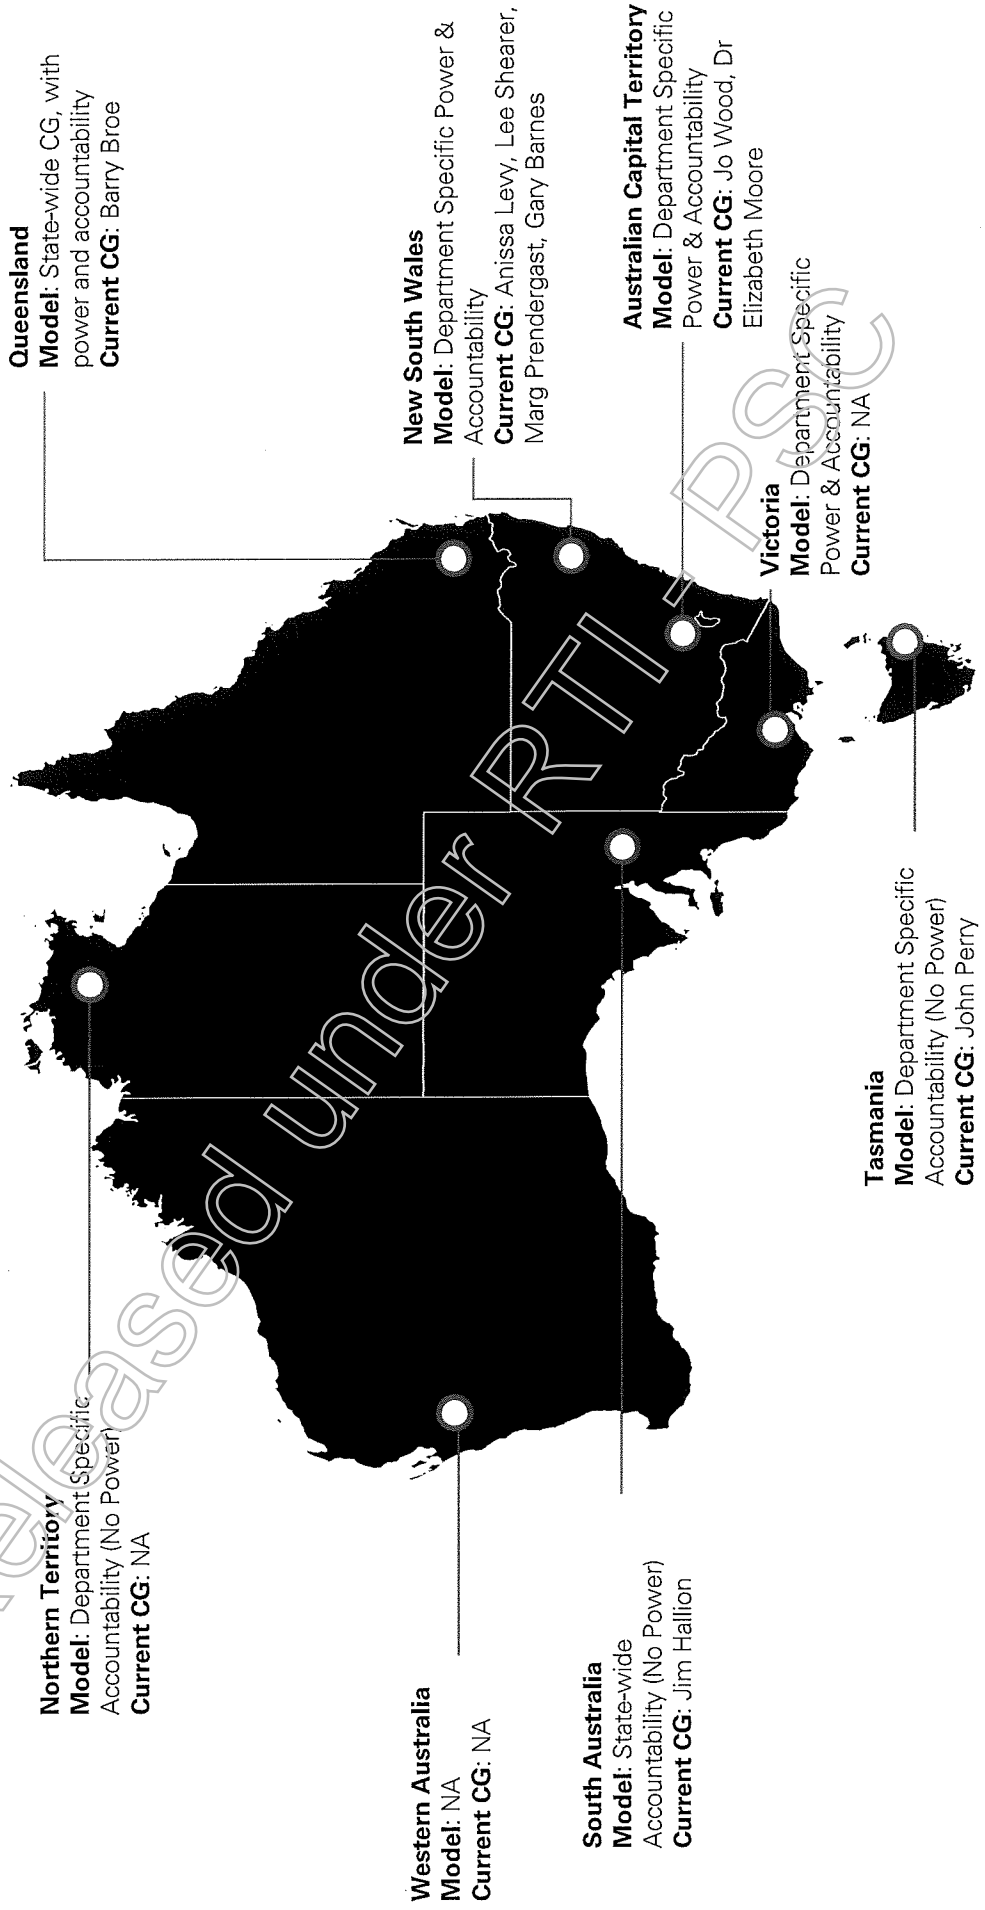 Northern Territory
Model: Department Specific
Accountability (No Power)
Current CG: NA
Western Australia
Model: NA
Current CG: NA
South Australia
Model: State-wide
Accountability (No Power)
Current CG: Jim Hallion
Tasmania
Model: Department Specific
Accountability (No Power)
Current CG: John Perry
Queensland
Model: State-wide CG, with
power and accountability
Current CG: Barry Broe
New South Wales
Model: Department Specific Power &
Accountability
Current CG: Anissa Levy, Lee Shearer,
Marg Prendergast, Gary Barnes
Australian Capital Territory
Model: Department Specific
Power & Accountability
Current CG: Jo Wood, Dr
Elizabeth Moore
Victoria
Model: Department Specific
Power & Accountability
Current CG: NA
Released under RTI - PSC